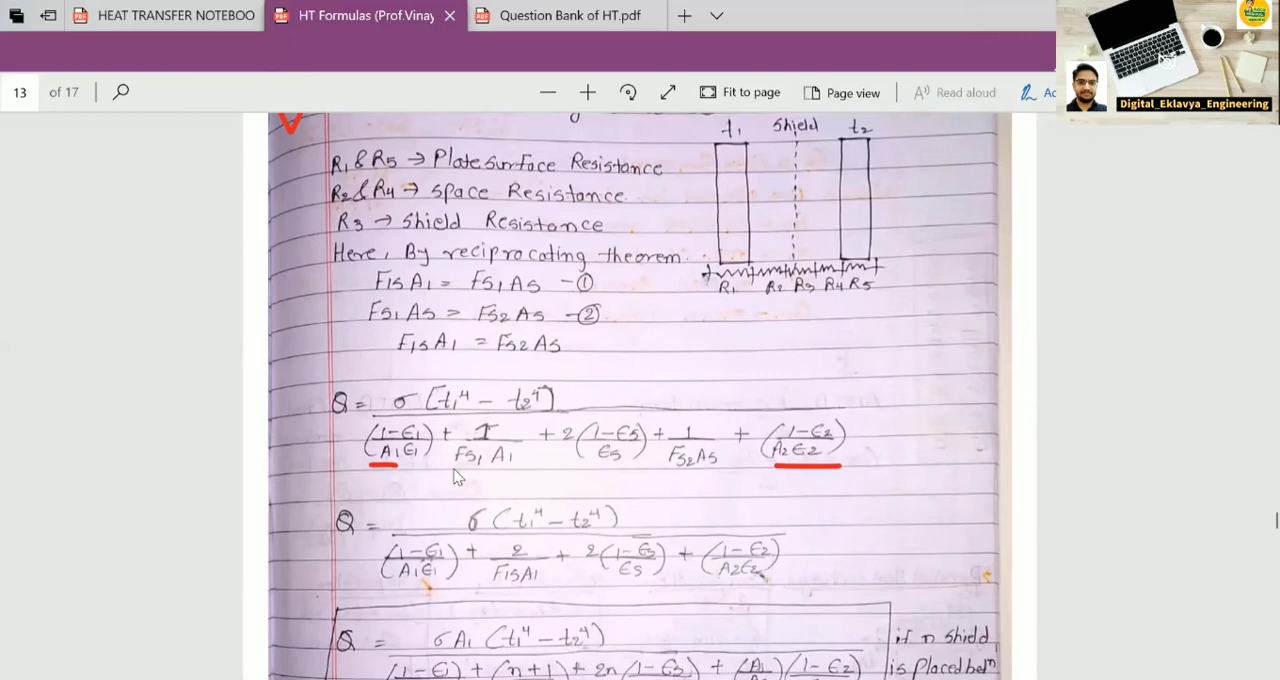 HEAT TRANSFER NOTEBOO
HT Formulas (Prof.Vinay
Question Bank of HT.pdf
13 of 17
Fit to page
Page view
Read aloud
Digital_Eklavya_Engineering
t1 Shield t2
R1 & R5 → Plate surface Resistance
R2 & R4 → space Resistance.
R3 → Shield Resistance
Here, By reciprocating theorem.
R1 R2 R3 R4 R5
F1s A1 = Fs1 As -①
Fs1 As = Fs2 As -②
F1s A1 = Fs2 As
Q = σ [t1⁴ - t2⁴]
(1-ε1 / A1ε1) + 1 / Fs1 A1 + 2(1-εs / εs) + 1 / Fs2As + (1-ε2 / A2ε2)
Q = σ (t1⁴ - t2⁴)
(1-ε1 / A1ε1) + 2 / F1sA1 + 2(1-εs / εs) + (1-ε2 / A2ε2)
Q = σA1 (t1⁴ - t2⁴)
if n shield
is placed betn